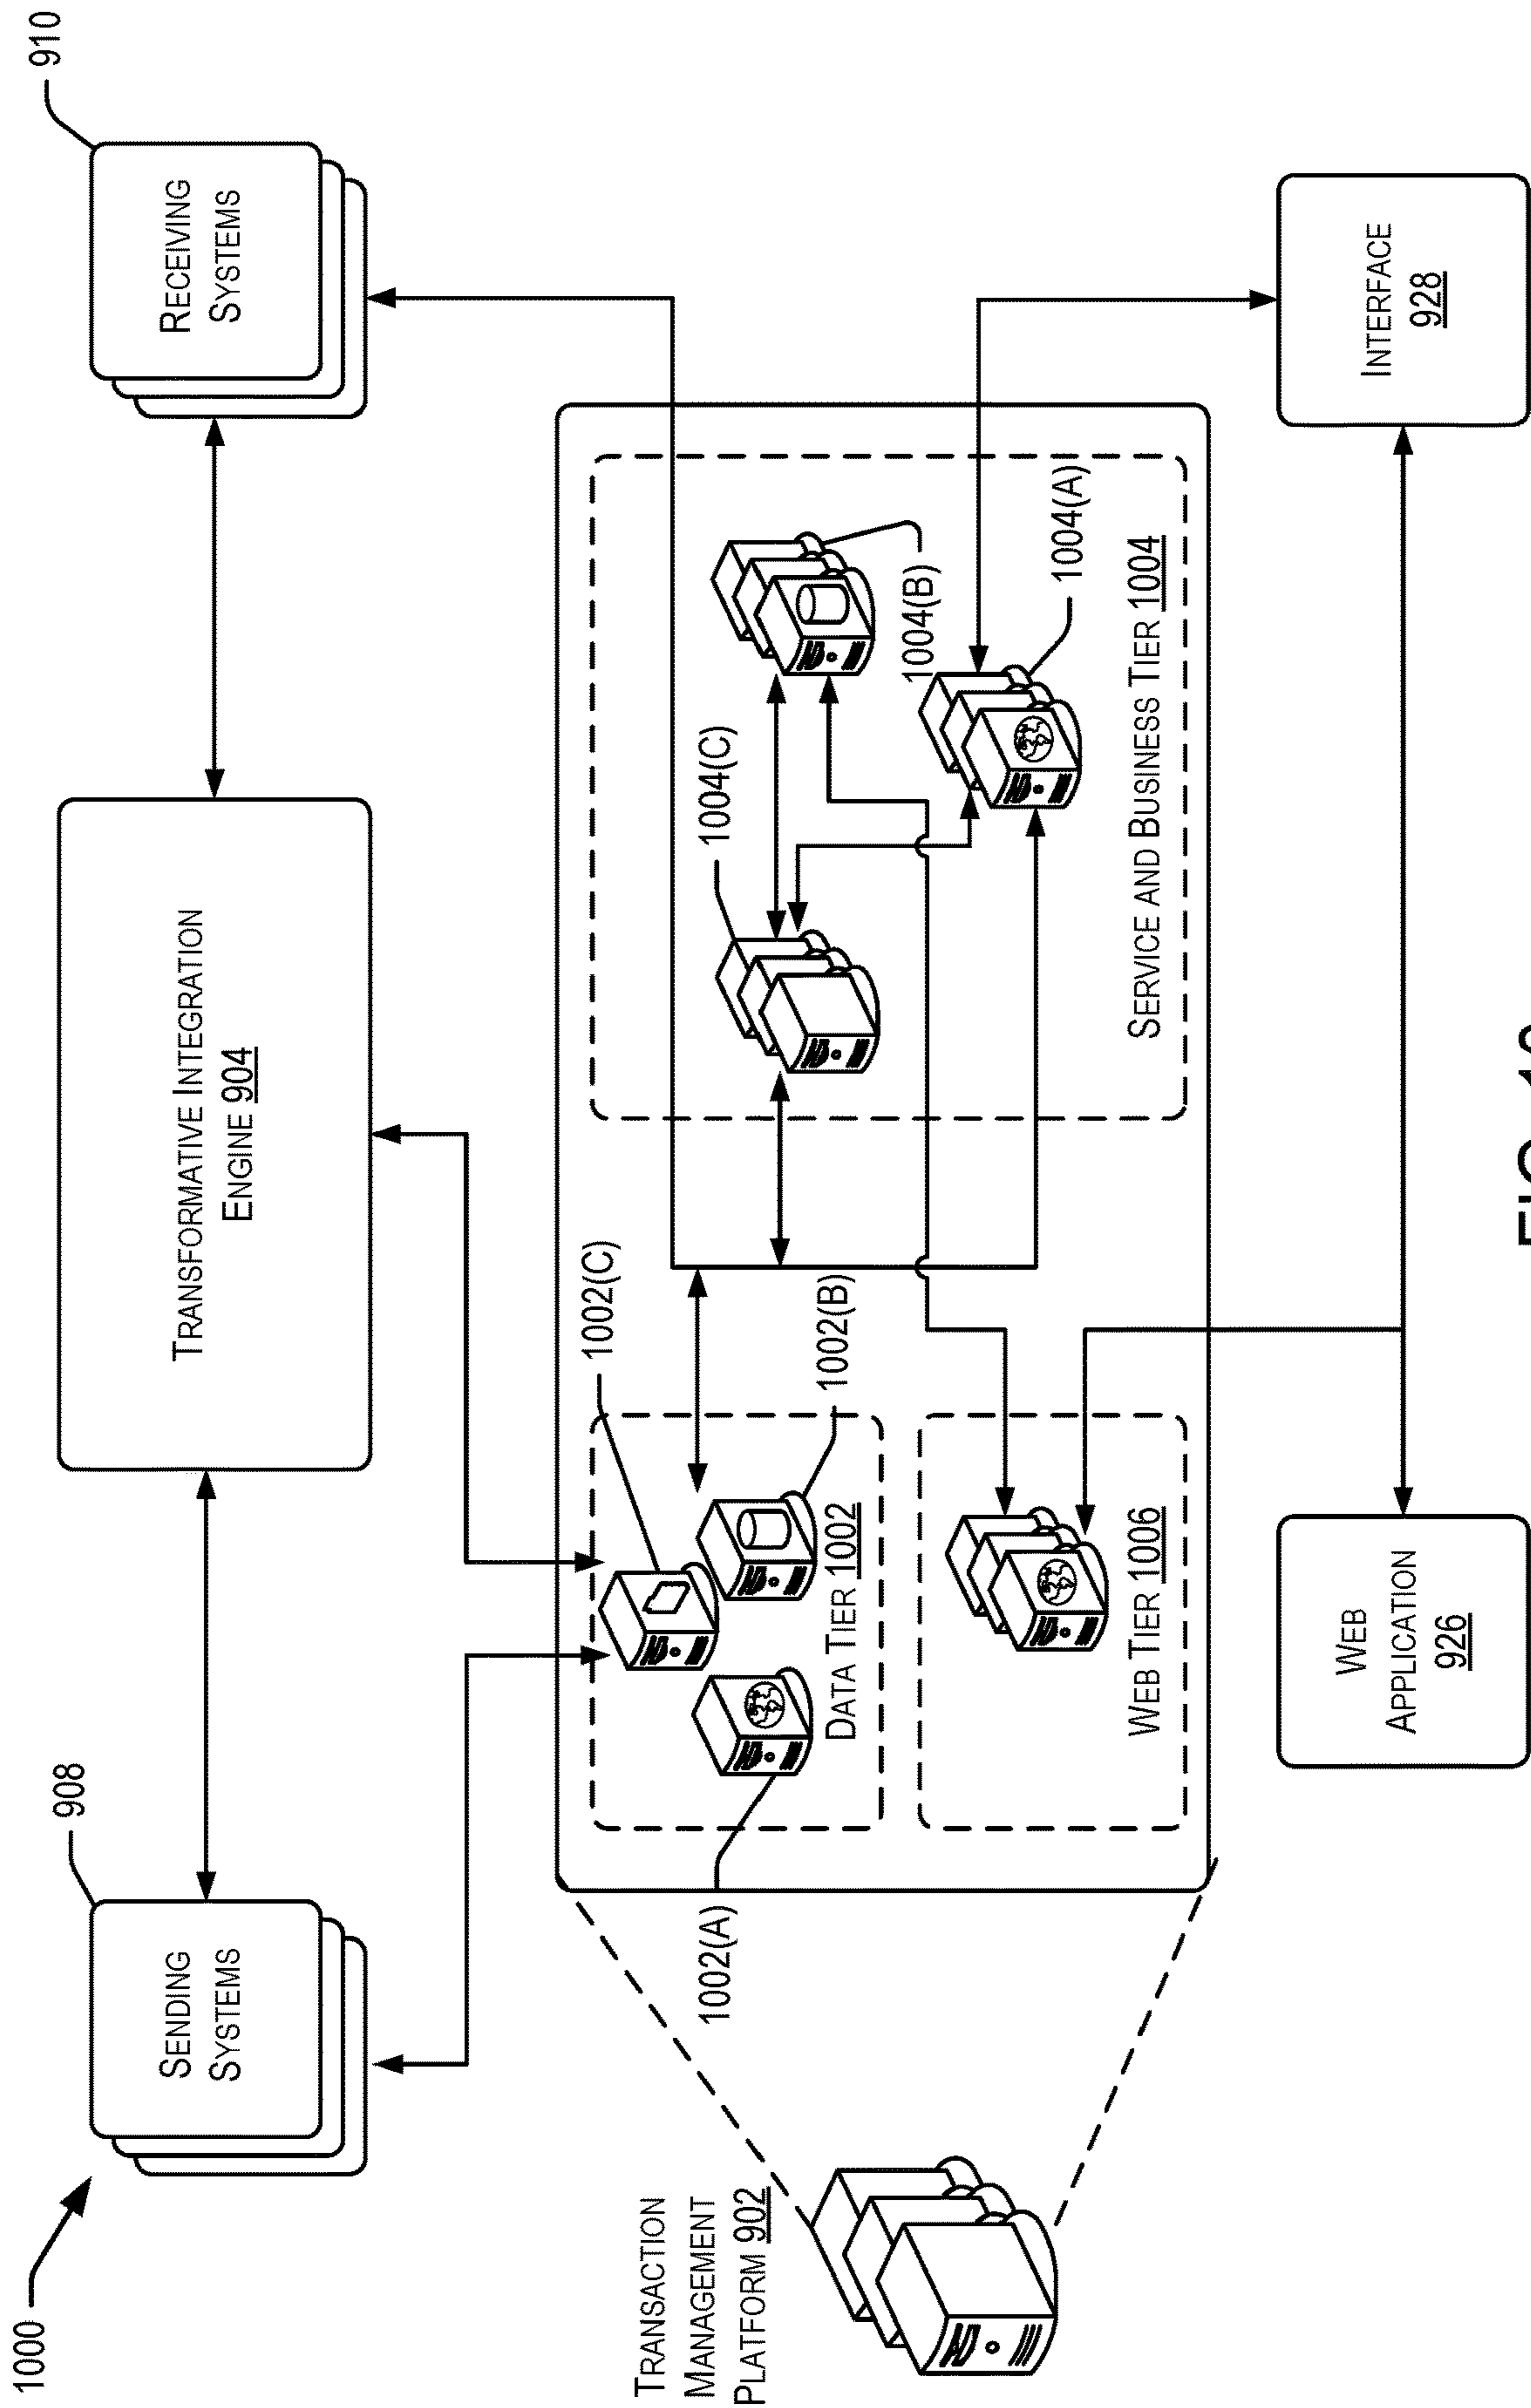 1000
908
910
Sending
Systems
Transformative Integration
Engine 904
Receiving
Systems
1002(C)
1004(C)
Transaction
Management
Platform 902
1002(A)
1002(B)
1004(B)
Data Tier 1002
1004(A)
Web Tier 1006
Service and Business Tier 1004
Web
Application
926
Interface
928
FIG.